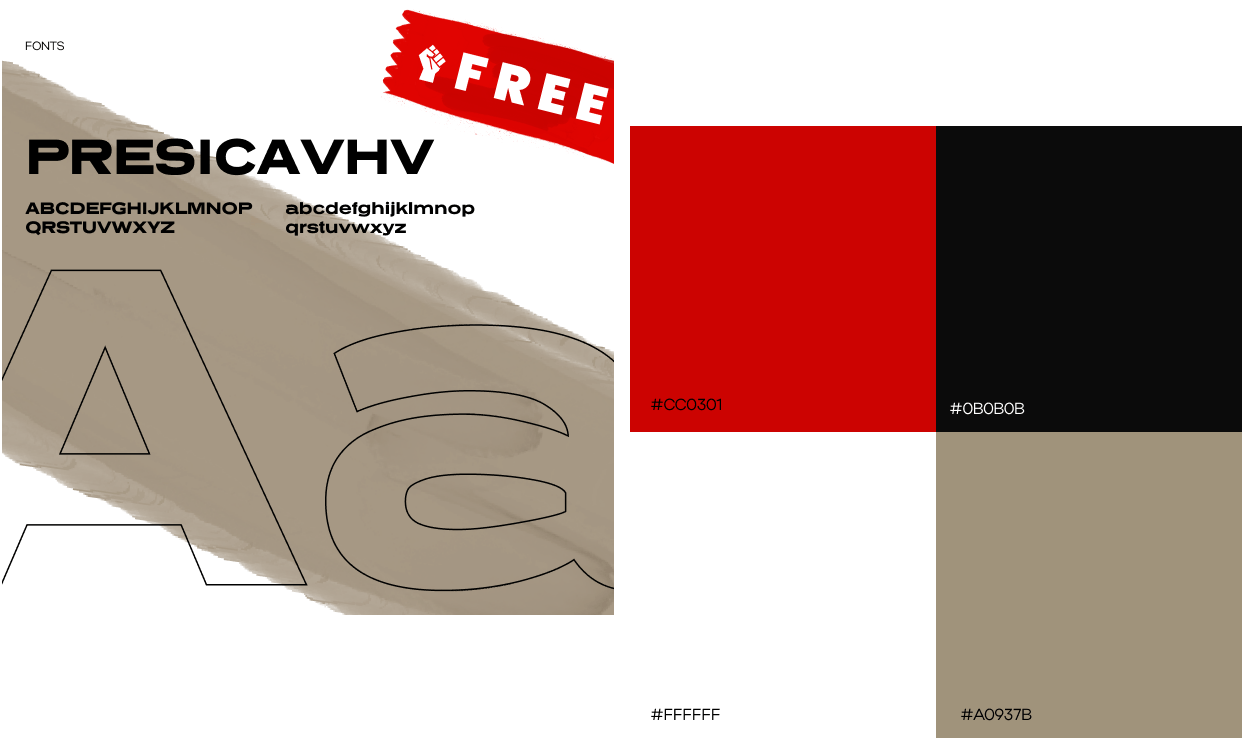 FONTS
FREE
PRESICAVHV
ABCDEFGHIJKLMNOP
QRSTUVWXYZ
abcdefghijklmnop
qrstuvwxyz
Aa
#CC0301
#0B0B0B
#FFFFFF
#A0937B